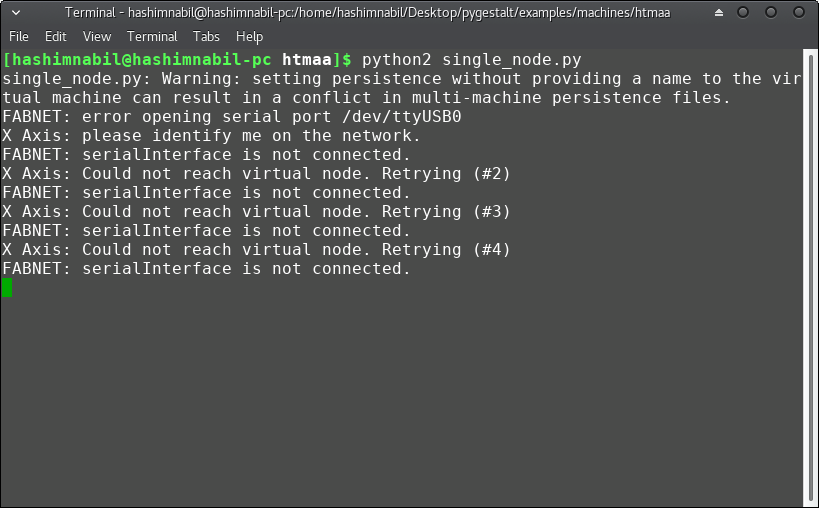 Terminal - hashimnabil@hashimnabil-pc:/home/hashimnabil/Desktop/pygestalt/examples/machines/htmaa
File Edit View Terminal Tabs Help
[hashimnabil@hashimnabil-pc htmaa]$ python2 single_node.py
single_node.py: Warning: setting persistence without providing a name to the vir
tual machine can result in a conflict in multi-machine persistence files.
FABNET: error opening serial port /dev/ttyUSB0
X Axis: please identify me on the network.
FABNET: serialInterface is not connected.
X Axis: Could not reach virtual node. Retrying (#2)
FABNET: serialInterface is not connected.
X Axis: Could not reach virtual node. Retrying (#3)
FABNET: serialInterface is not connected.
X Axis: Could not reach virtual node. Retrying (#4)
FABNET: serialInterface is not connected.